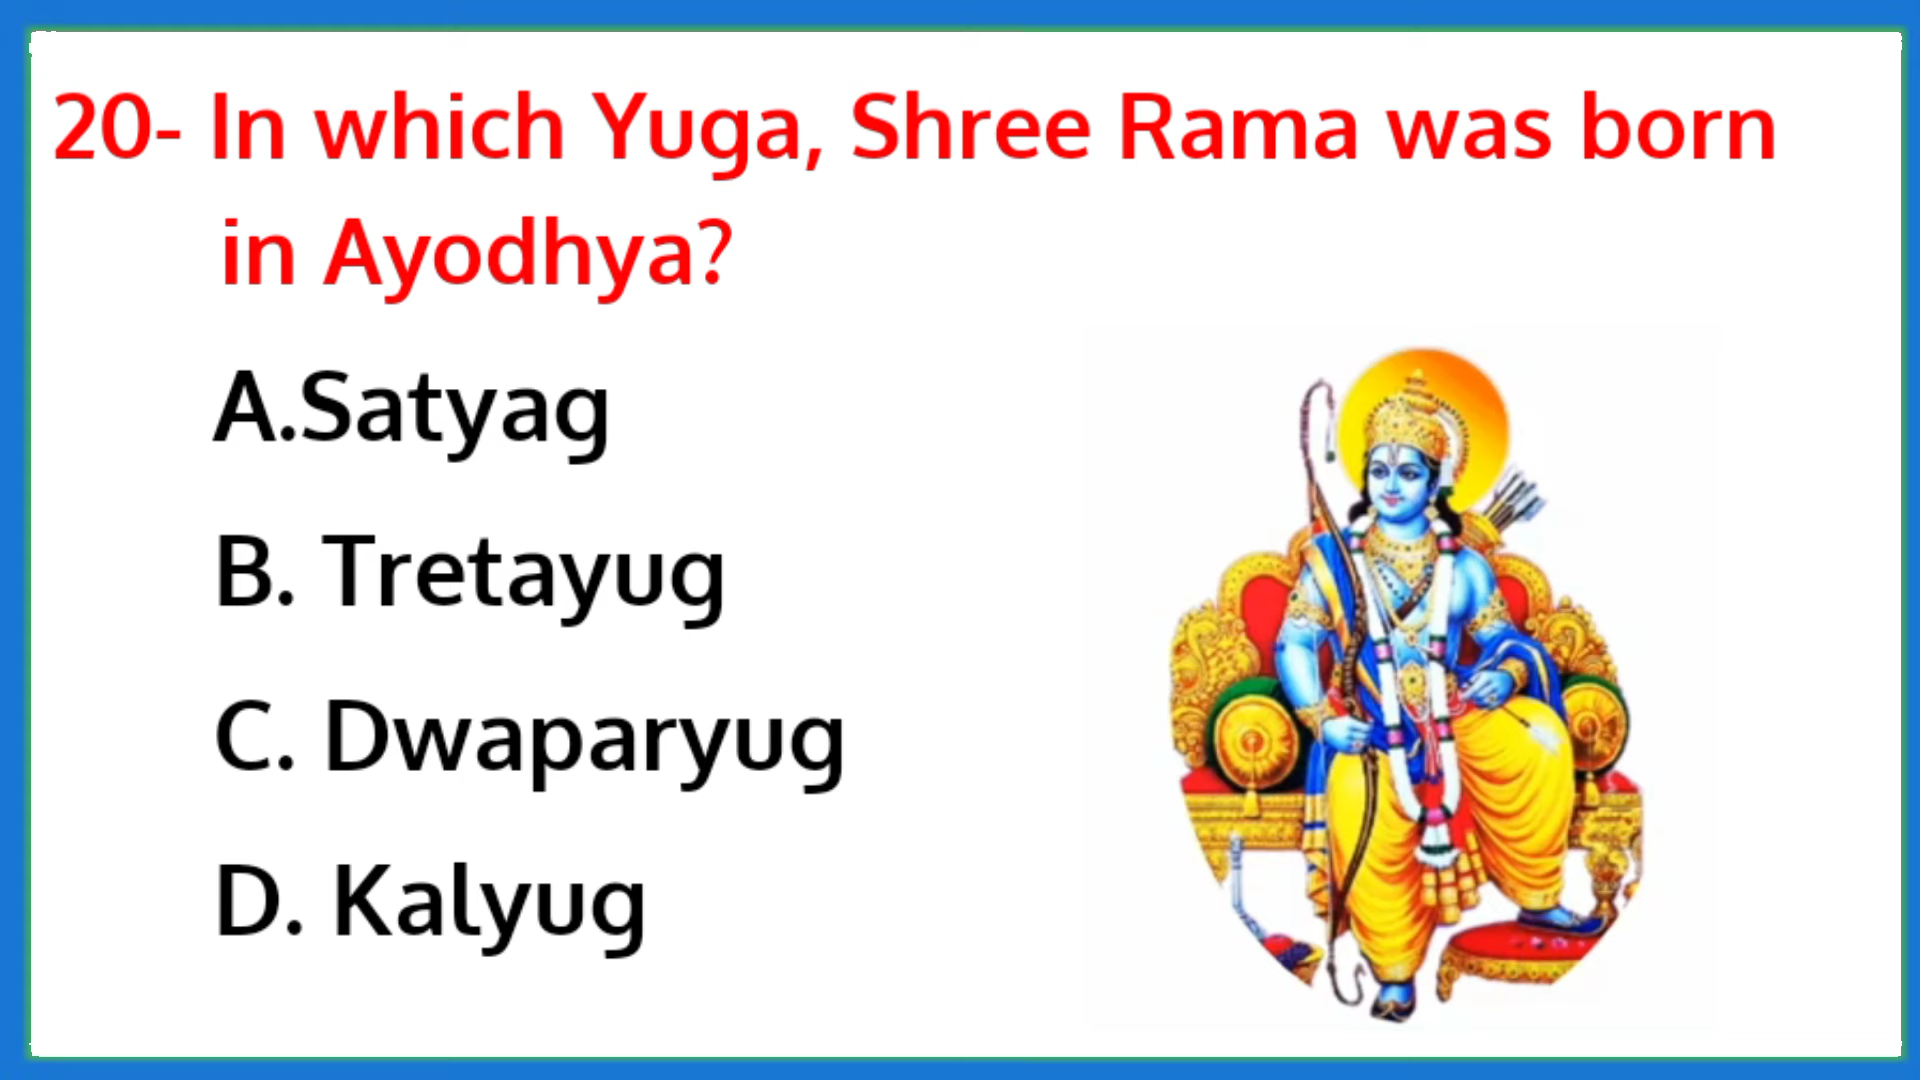 20- In which Yuga, Shree Rama was born
in Ayodhya?
A.Satyag
B. Tretayug
C. Dwaparyug
D. Kalyug